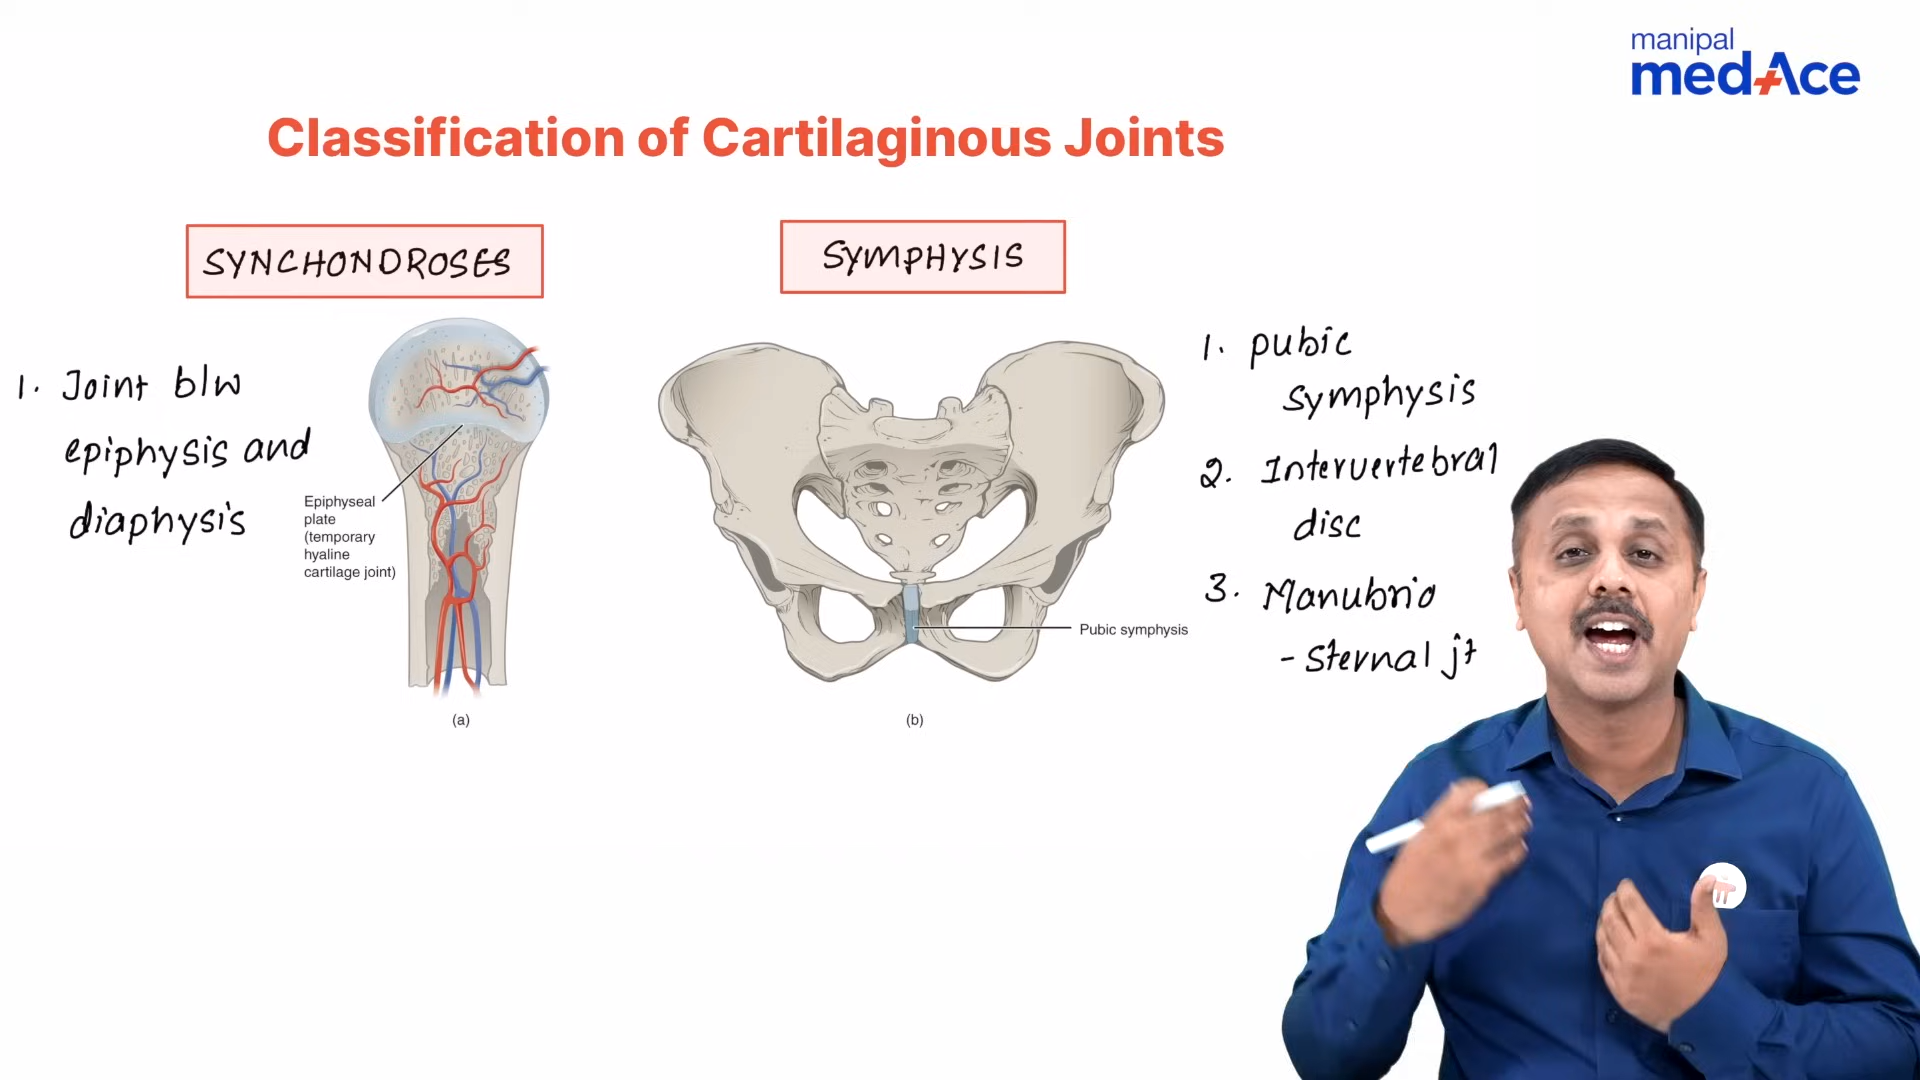 manipal
medAce
Classification of Cartilaginous Joints
SYNCHONDROSES
1. Joint b/w
epiphysis and
diaphysis
Epiphyseal
plate
(temporary
hyaline
cartilage joint)
(a)
SYMPHYSIS
Pubic symphysis
(b)
1. pubic
symphysis
2. Intervertebral
disc
3. Manubrio
- sternal jt